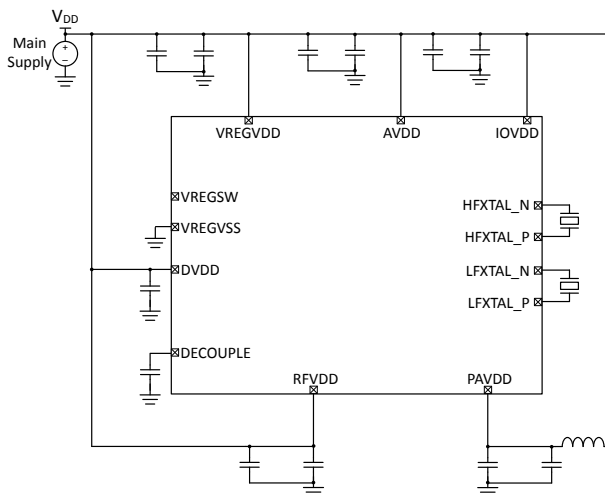 VDD
Main
Supply
+
-
VREGVDD
AVDD
IOVDD
VREGSW
VREGVSS
DVDD
DECOUPLE
HFXTAL_N
HFXTAL_P
LFXTAL_N
LFXTAL_P
RFVDD
PAVDD